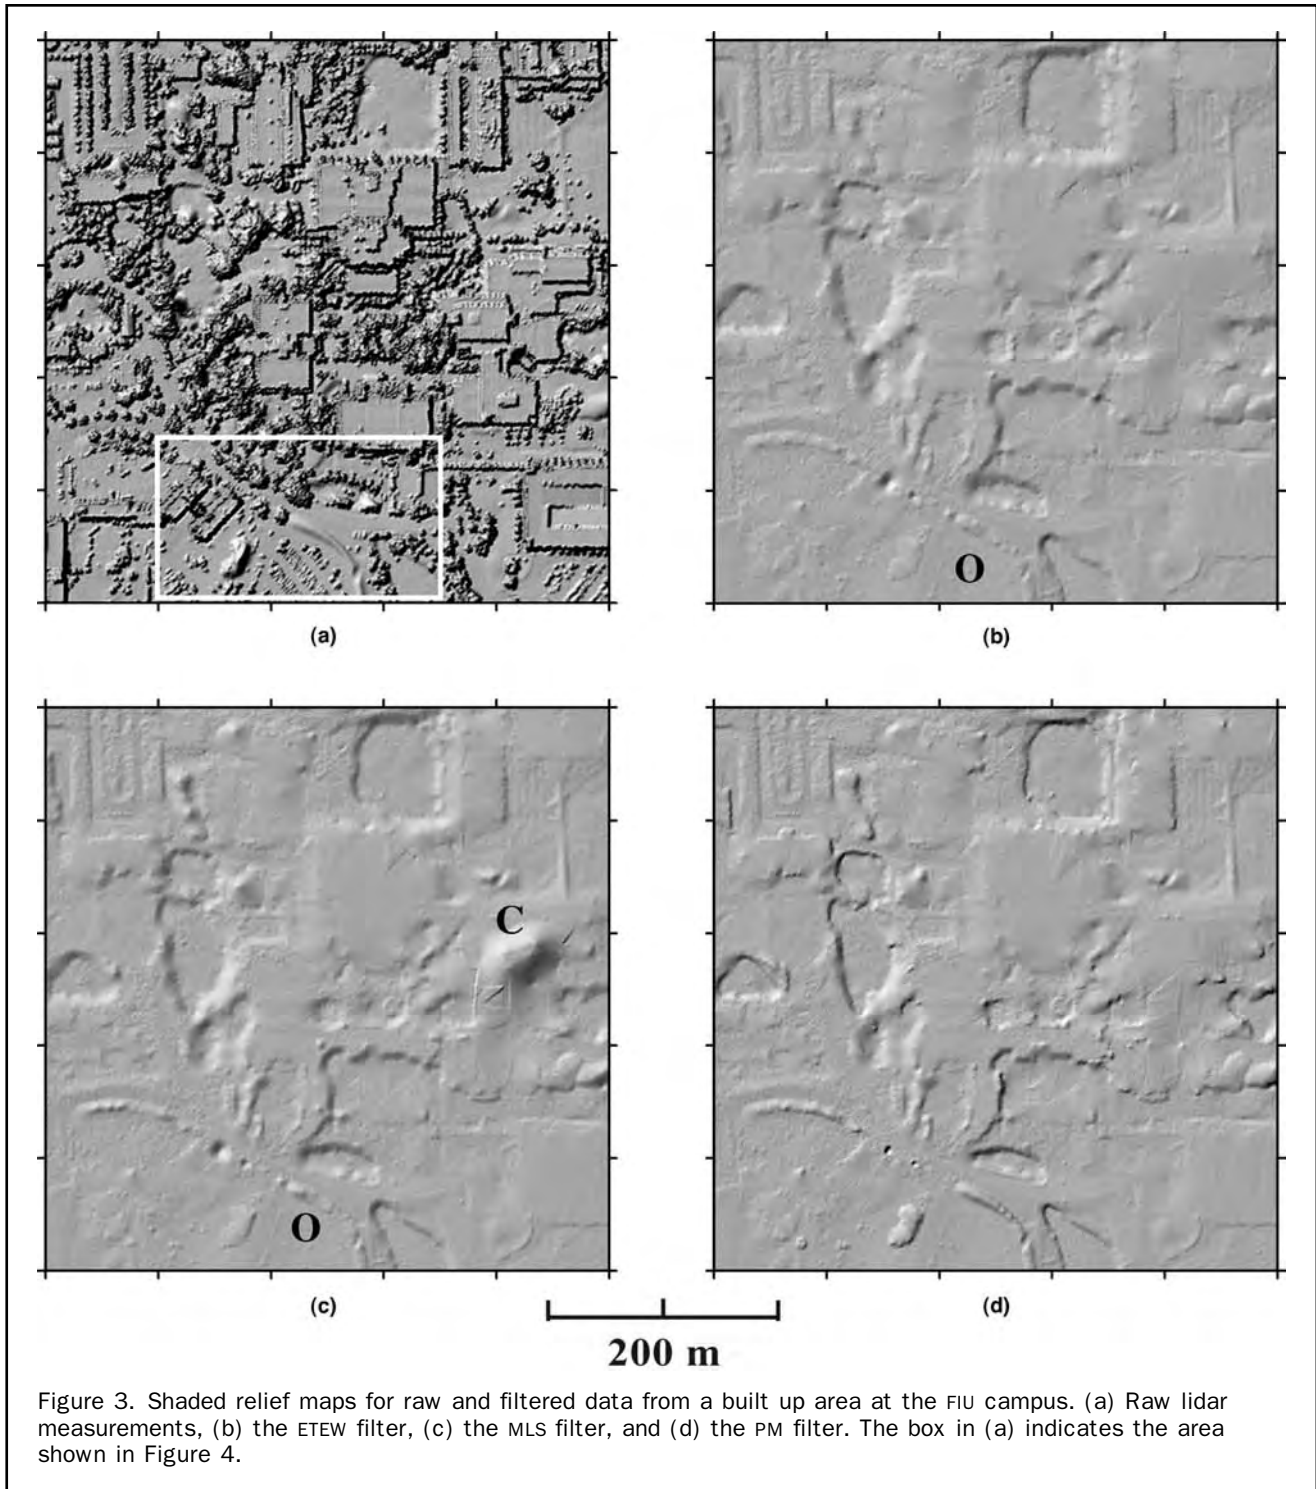 (a)
O
(b)
C
O
(c)
(d)
200 m
Figure 3. Shaded relief maps for raw and filtered data from a built up area at the FIU campus. (a) Raw lidar
measurements, (b) the ETEW filter, (c) the MLS filter, and (d) the PM filter. The box in (a) indicates the area
shown in Figure 4.